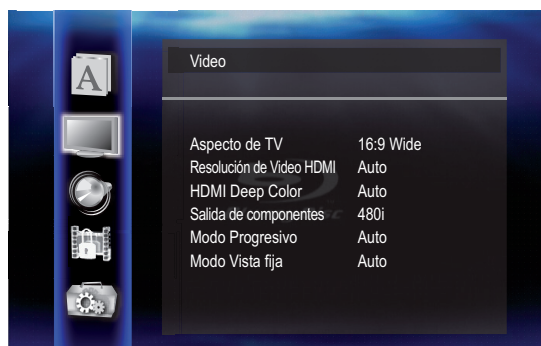 A
Video
Aspecto de TV 16:9 Wide
Resolución de Video HDMI Auto
HDMI Deep Color Auto
Salida de componentes 480i
Modo Progresivo Auto
Modo Vista fija Auto